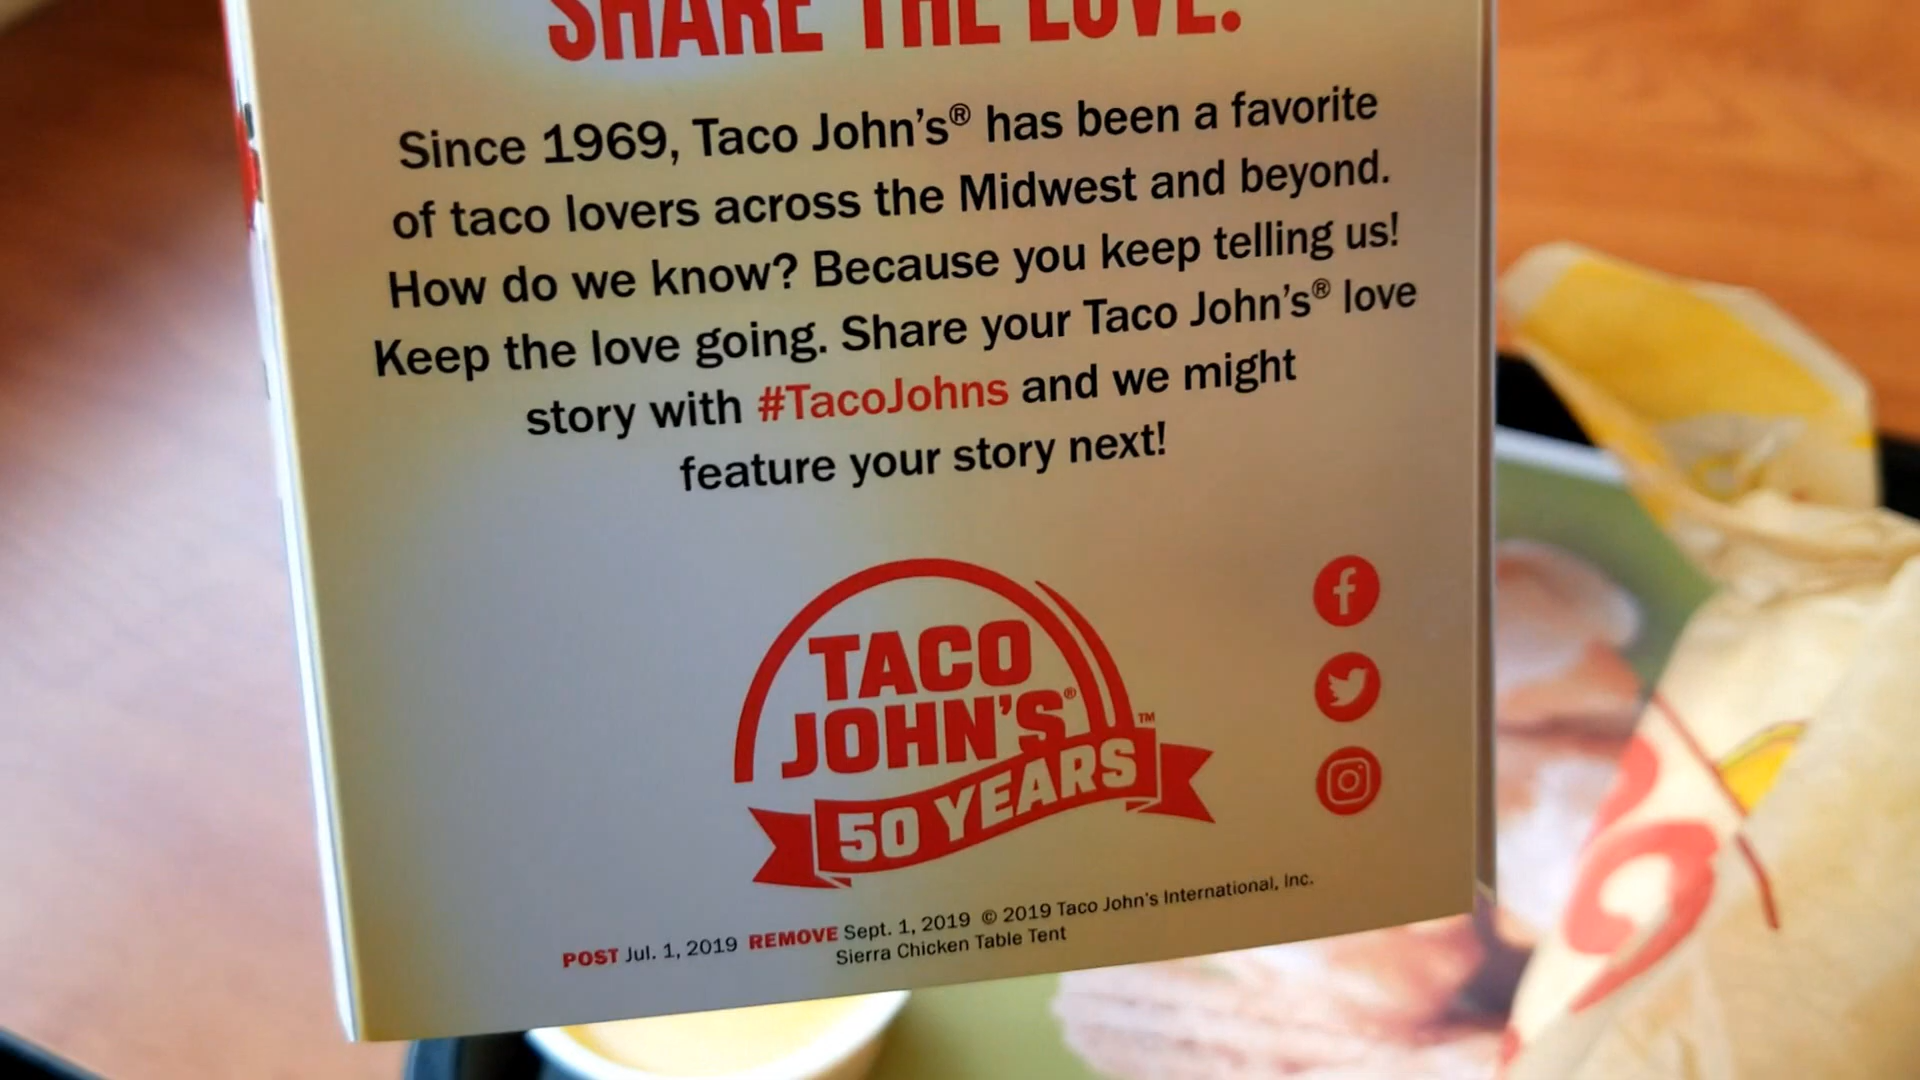 SHARE THE LOVE.
Since 1969, Taco John's® has been a favorite
of taco lovers across the Midwest and beyond.
How do we know? Because you keep telling us!
Keep the love going. Share your Taco John's® love
story with #TacoJohns and we might
feature your story next!
TACO
JOHN'S®
50 YEARS™
POST Jul. 1, 2019 REMOVE Sept. 1, 2019 © 2019 Taco John's International, Inc.
Sierra Chicken Table Tent